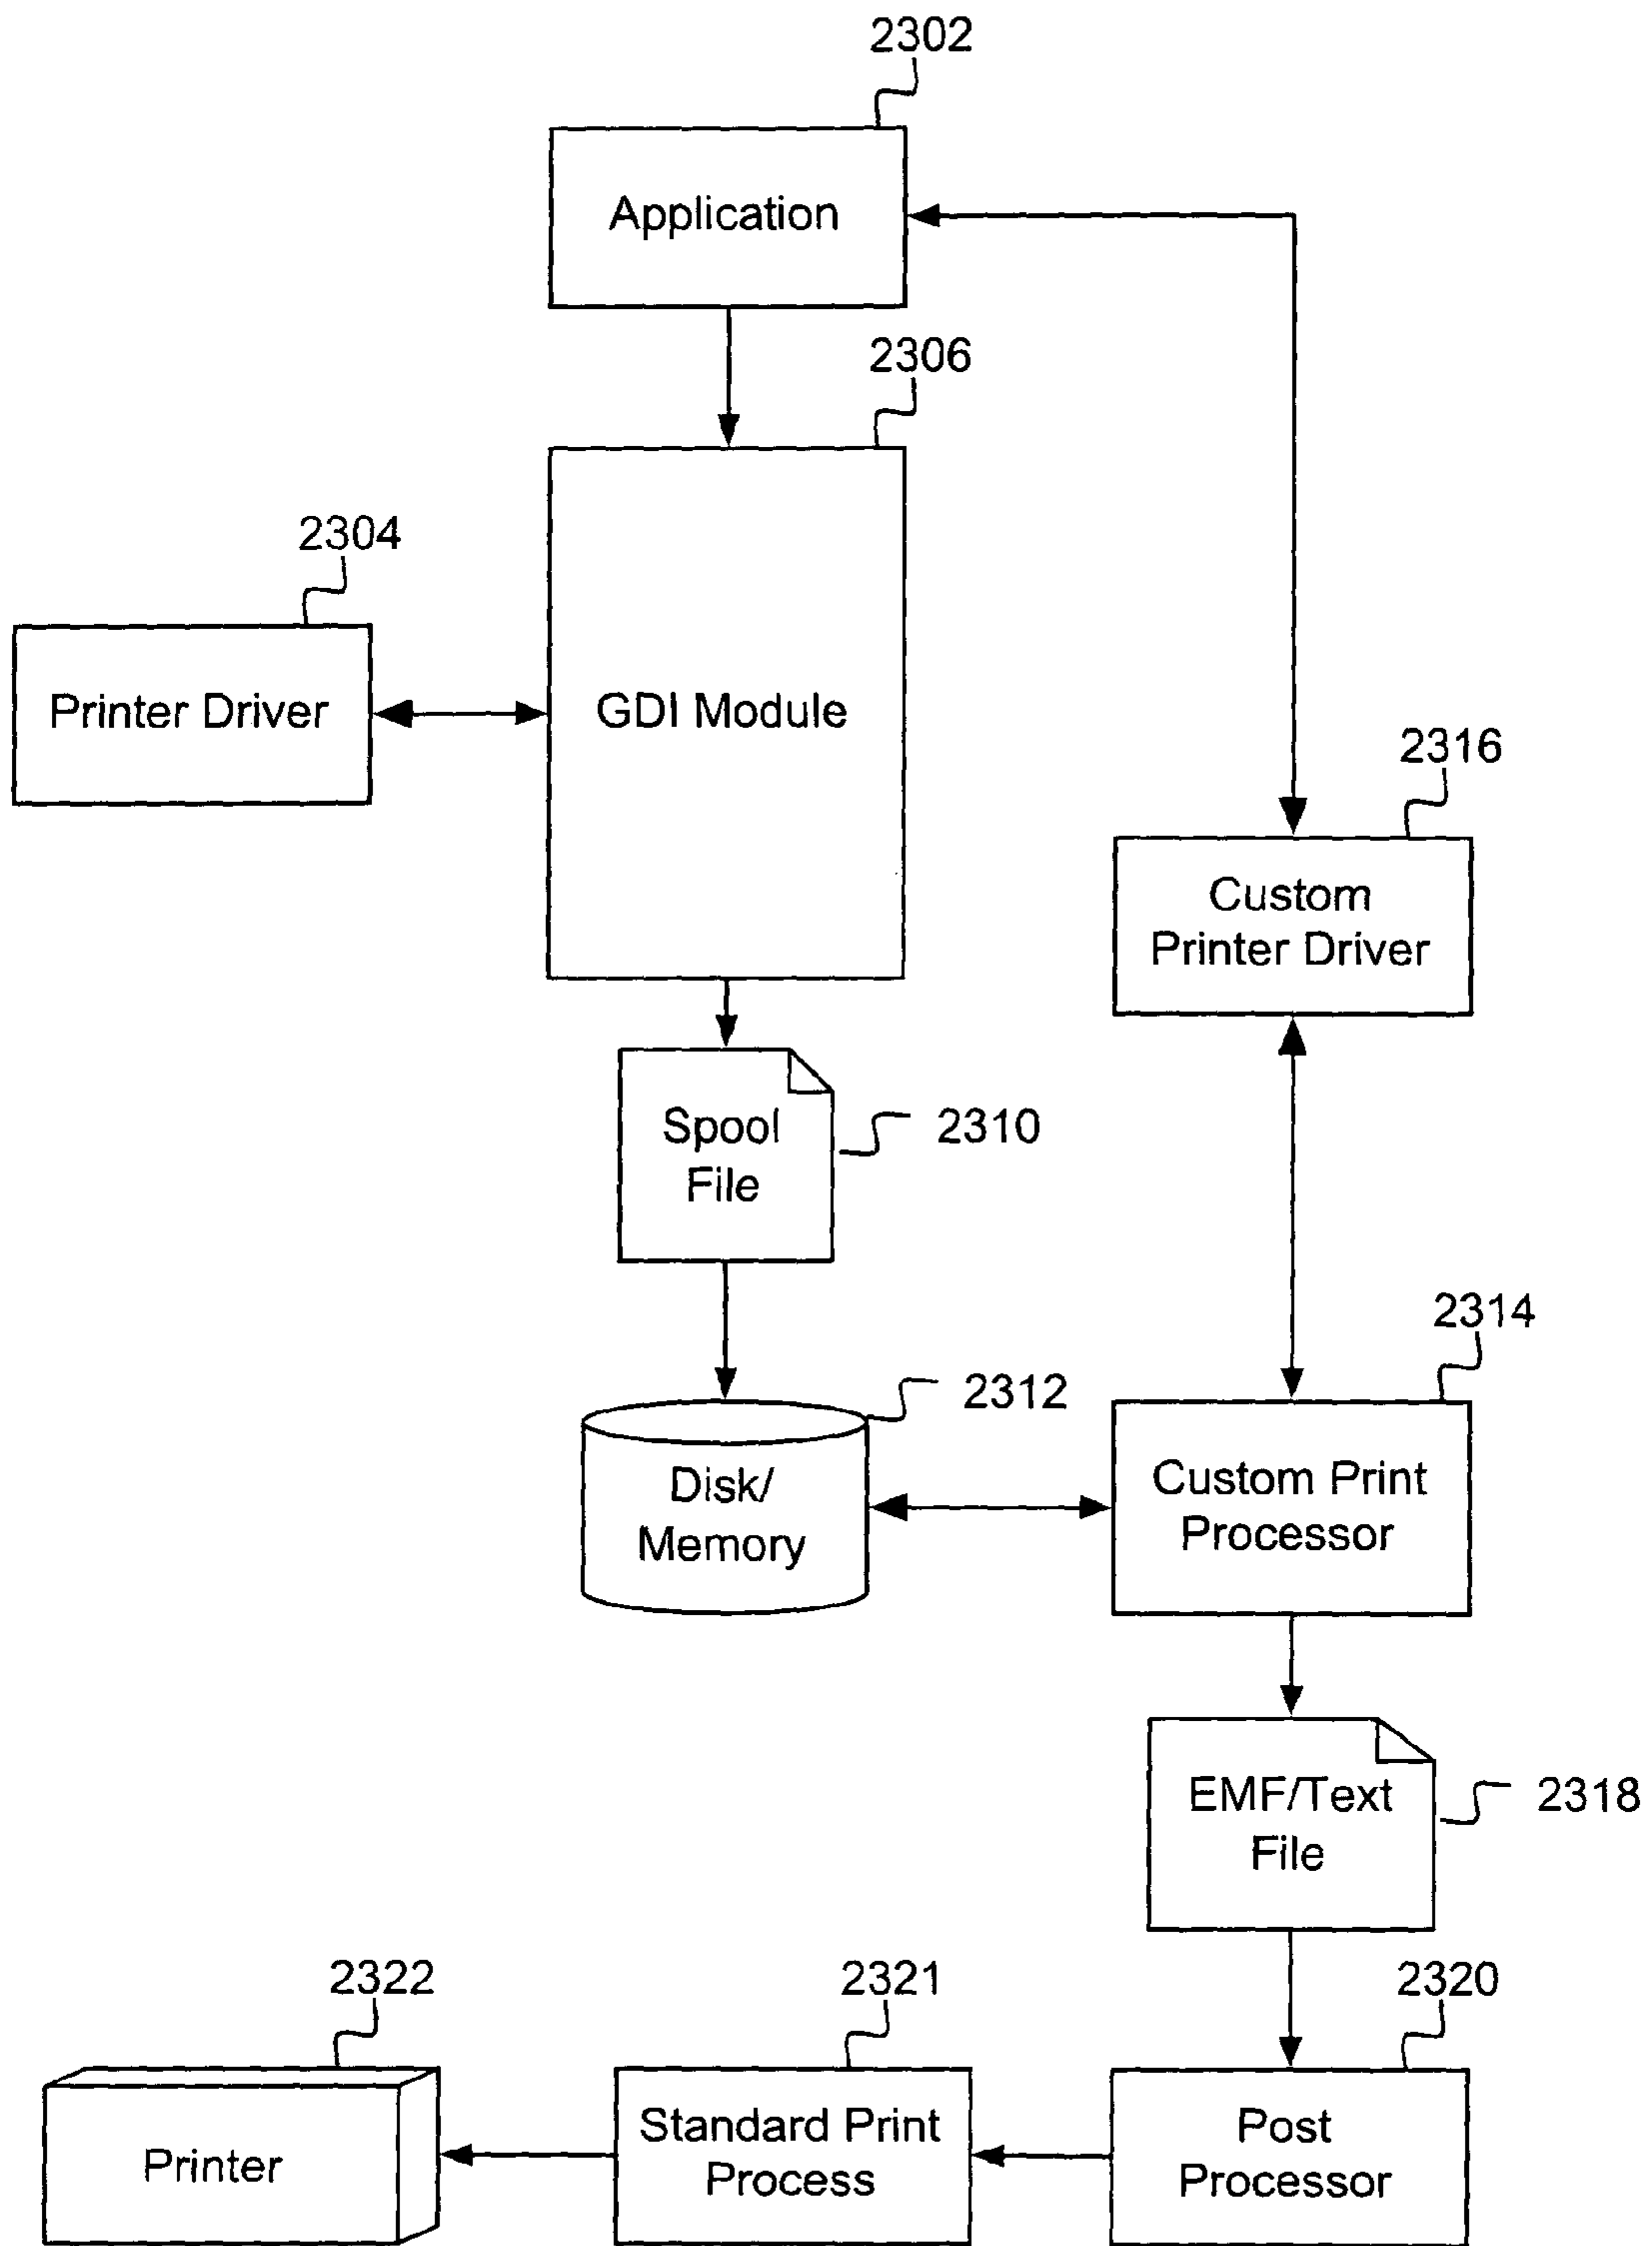 2302
Application
2306
2304
Printer Driver
GDI Module
2316
Custom
Printer Driver
Spool
File
2310
2314
2312
Disk/
Memory
Custom Print
Processor
EMF/Text
File
2318
2322
2321
2320
Printer
Standard Print
Process
Post
Processor